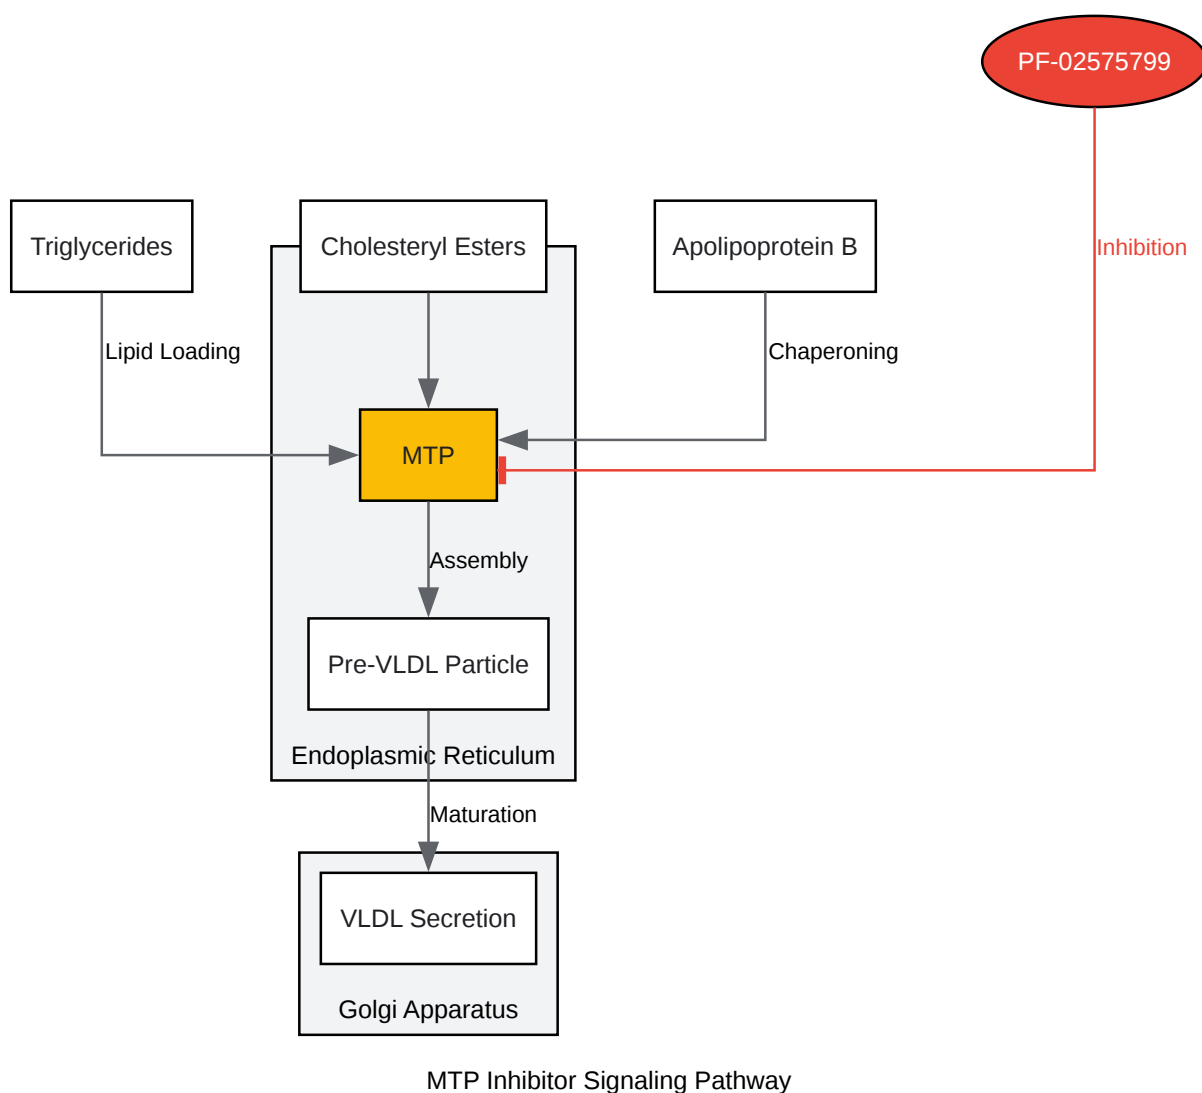 PF-02575799
Triglycerides
Cholesteryl Esters
Apolipoprotein B
Inhibition
Lipid Loading
Chaperoning
MTP
Assembly
Pre-VLDL Particle
Endoplasmic Reticulum
Maturation
VLDL Secretion
Golgi Apparatus
MTP Inhibitor Signaling Pathway